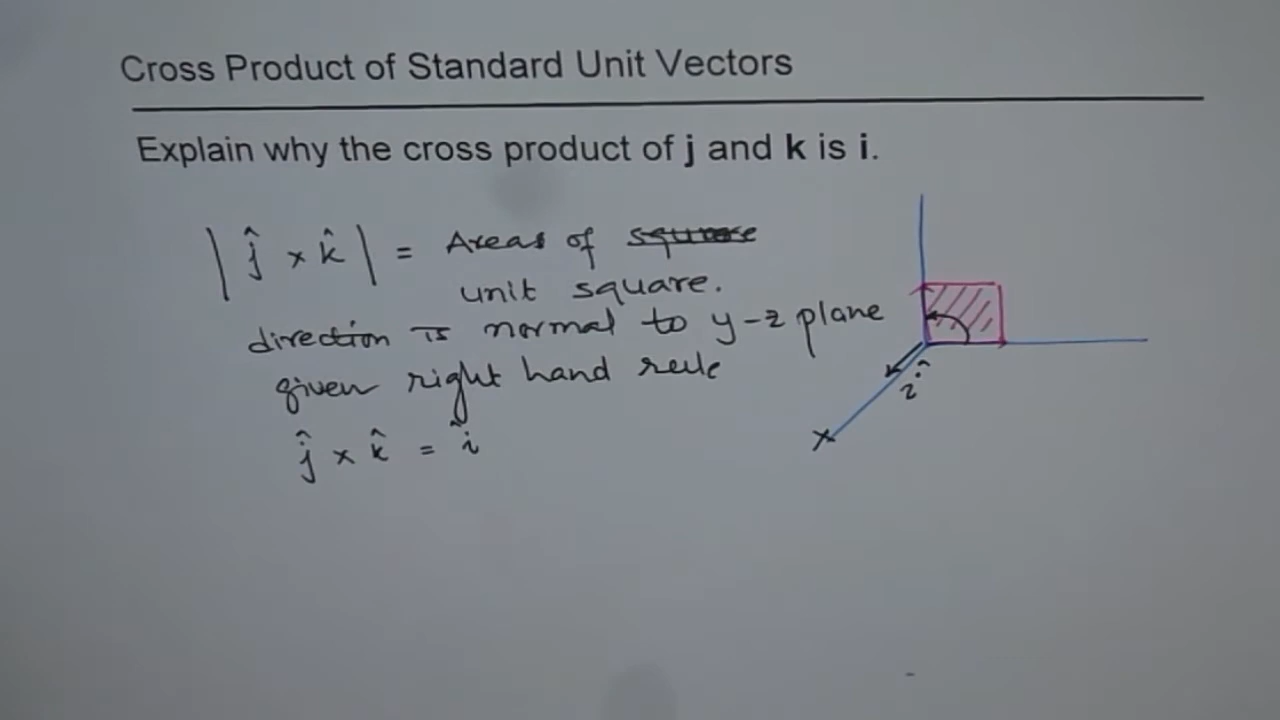 Cross Product of Standard Unit Vectors
Explain why the cross product of j and k is i.
|ĵ × k̂| = Areas of square
unit square.
direction is normal to y-z plane
given right hand rule
ĵ × k̂ = î
î
x